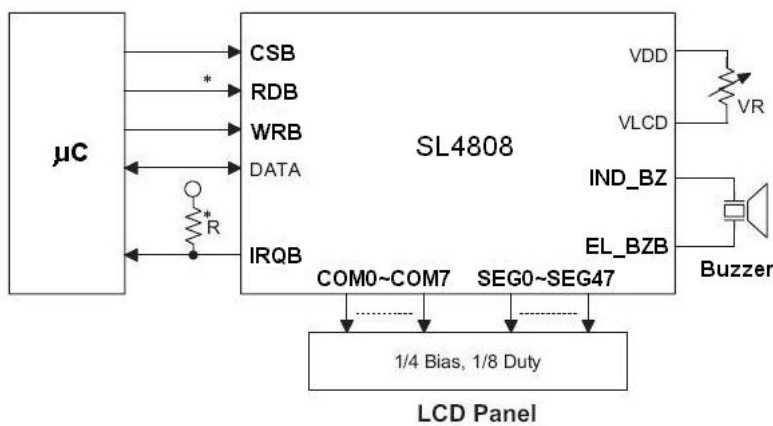 CSB
VDD
*
RDB
VR
WRB
VLCD
µC
SL4808
DATA
IND_BZ
*
R
EL_BZB
IRQB
Buzzer
COM0~COM7
SEG0~SEG47
1/4 Bias, 1/8 Duty
LCD Panel